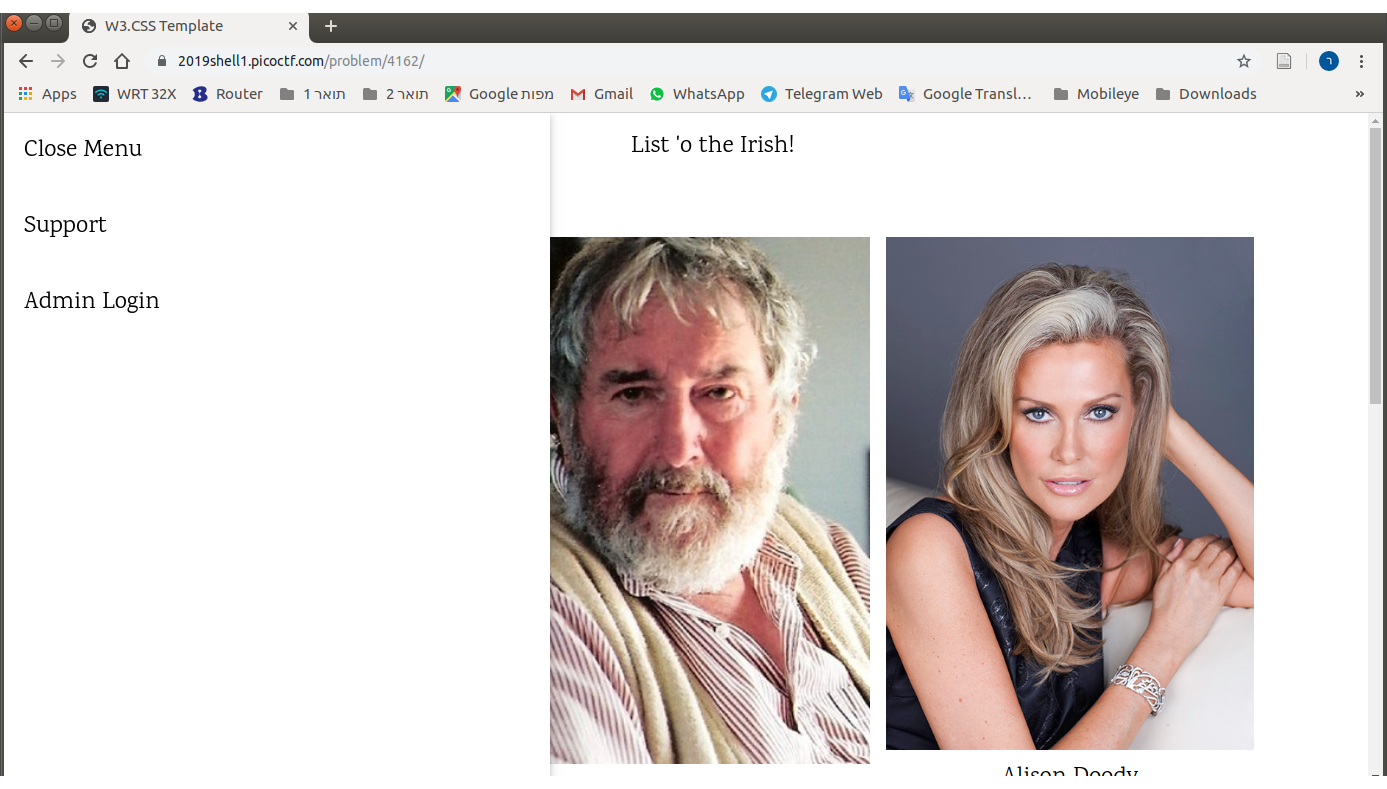 W3.CSS Template
2019shell1.picoctf.com/problem/4162/
ר
Apps WRT 32X Router תואר 1 תואר 2 Google מפות Gmail WhatsApp Telegram Web Google Transl… Mobileye Downloads »
Close Menu
List 'o the Irish!
Support
Admin Login
Alison Doody